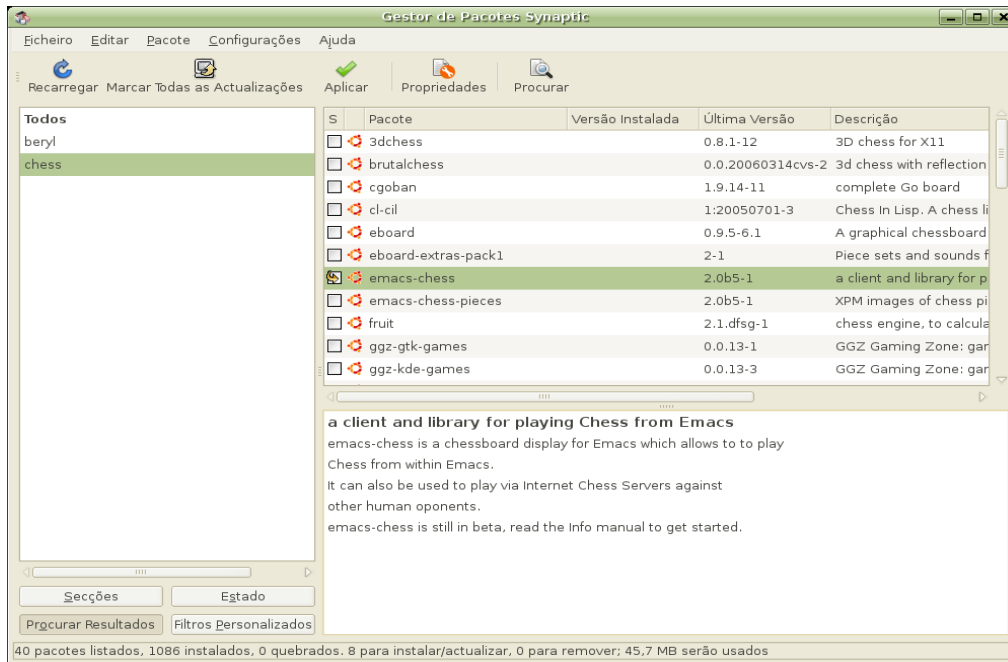 Gestor de Pacotes Synaptic
Ficheiro Editar Pacote Configurações Ajuda
Recarregar Marcar Todas as Actualizações Aplicar Propriedades Procurar
Todos
beryl
chess
S Pacote Versão Instalada Última Versão Descrição
3dchess 0.8.1-12 3D chess for X11
brutalchess 0.0.20060314cvs-2 3d chess with reflection
cgoban 1.9.14-11 complete Go board
cl-cil 1:20050701-3 Chess In Lisp. A chess li
eboard 0.9.5-6.1 A graphical chessboard
eboard-extras-pack1 2-1 Piece sets and sounds f
emacs-chess 2.0b5-1 a client and library for p
emacs-chess-pieces 2.0b5-1 XPM images of chess pi
fruit 2.1.dfsg-1 chess engine, to calcula
ggz-gtk-games 0.0.13-1 GGZ Gaming Zone: gar
ggz-kde-games 0.0.13-3 GGZ Gaming Zone: gar
a client and library for playing Chess from Emacs
emacs-chess is a chessboard display for Emacs which allows to to play
Chess from within Emacs.
It can also be used to play via Internet Chess Servers against
other human oponents.
emacs-chess is still in beta, read the Info manual to get started.
Secções Estado
Procurar Resultados Filtros Personalizados
40 pacotes listados, 1086 instalados, 0 quebrados. 8 para instalar/actualizar, 0 para remover; 45,7 MB serão usados